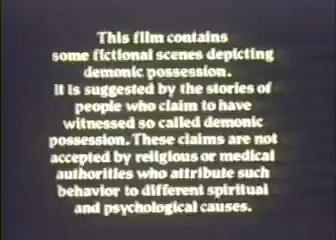 This film contains
some fictional scenes depicting
demonic possession.
It is suggested by the stories of
people who claim to have
witnessed so called demonic
possession. These claims are not
accepted by religious or medical
authorities who attribute such
behavior to different spiritual
and psychological causes.